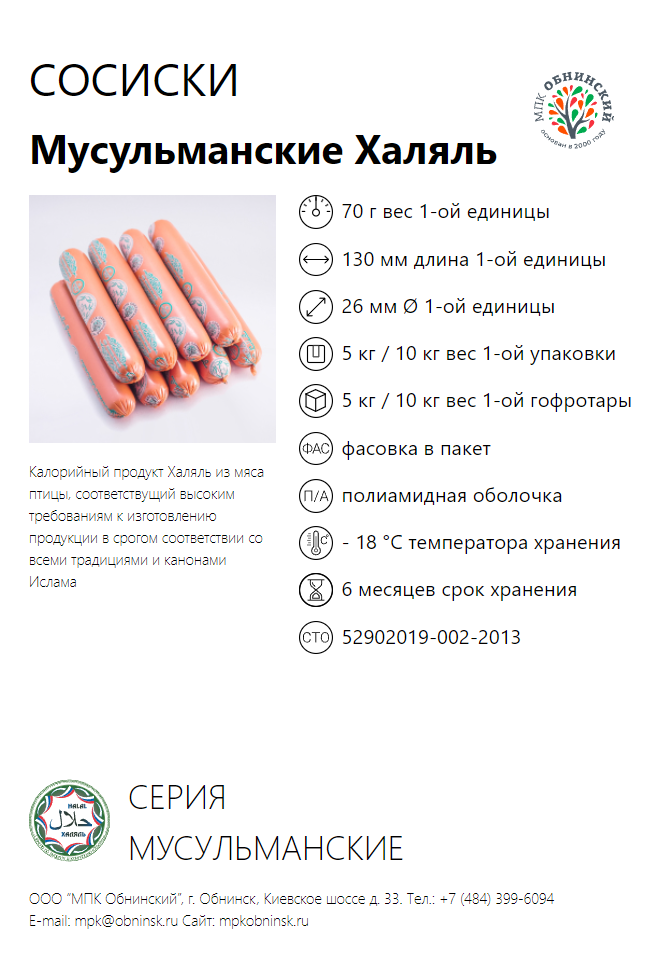 СОСИСКИ
МПК ОБНИНСКИЙ
основан в 2000 году
Мусульманские Халяль
70 г вес 1-ой единицы
130 мм длина 1-ой единицы
26 мм Ø 1-ой единицы
5 кг / 10 кг вес 1-ой упаковки
5 кг / 10 кг вес 1-ой гофротары
ФАС фасовка в пакет
П/А полиамидная оболочка
C° - 18 °C температора хранения
6 месяцев срок хранения
СТО 52902019-002-2013
Калорийный продукт Халяль из мяса
птицы, соответствущий высоким
требованиям к изготовлению
продукции в срогом соответствии со
всеми традициями и канонами
Ислама
HALAL
حلال
ХАЛЯЛЬ
СЕРИЯ
МУСУЛЬМАНСКИЕ
ООО “МПК Обнинский”, г. Обнинск, Киевское шоссе д. 33. Тел.: +7 (484) 399-6094
E-mail: mpk@obninsk.ru Сайт: mpkobninsk.ru